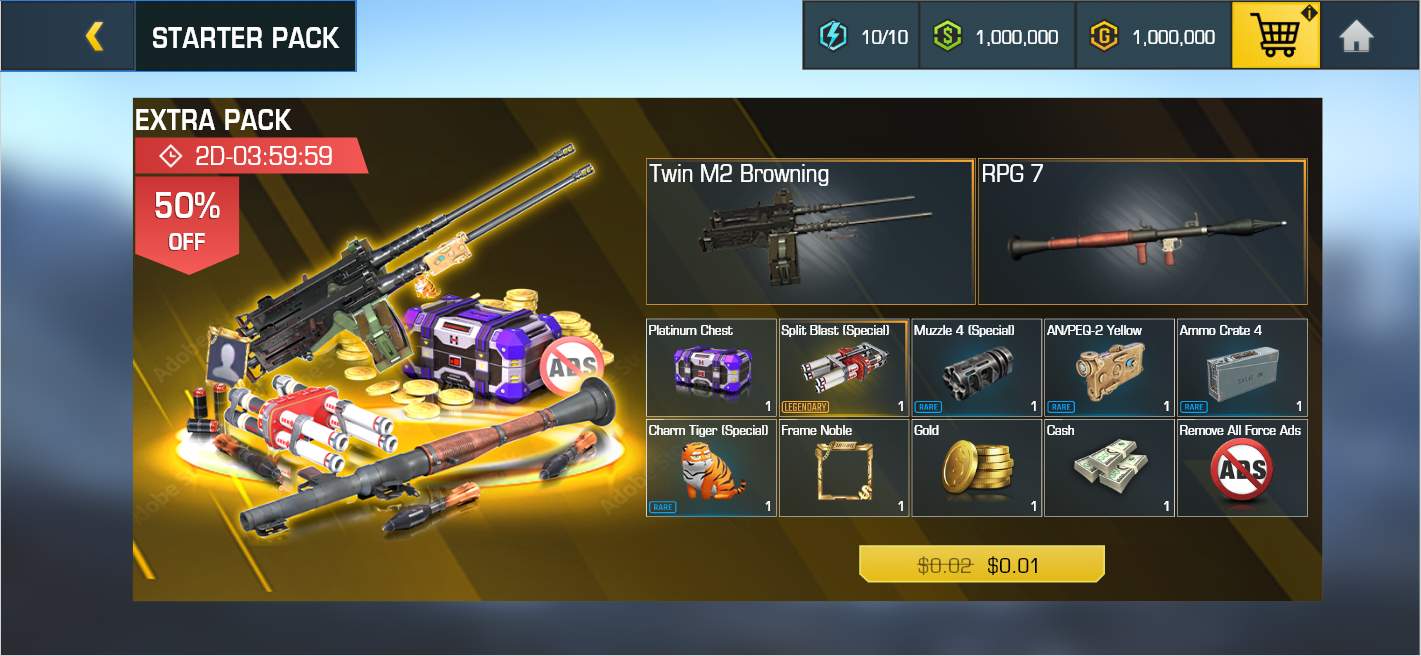 STARTER PACK
10/10
1,000,000
1,000,000
EXTRA PACK
2D-03:59:59
50%
OFF
ADS
Twin M2 Browning
RPG 7
Platinum Chest
1
Split Blast (Special)
LEGENDARY
1
Muzzle 4 (Special)
RARE
1
AN/PEQ-2 Yellow
RARE
1
Ammo Crate 4
RARE
1
Charm Tiger (Special)
RARE
1
Frame Noble
1
Gold
1
Cash
1
Remove All Force Ads
ADS
$0.02 $0.01